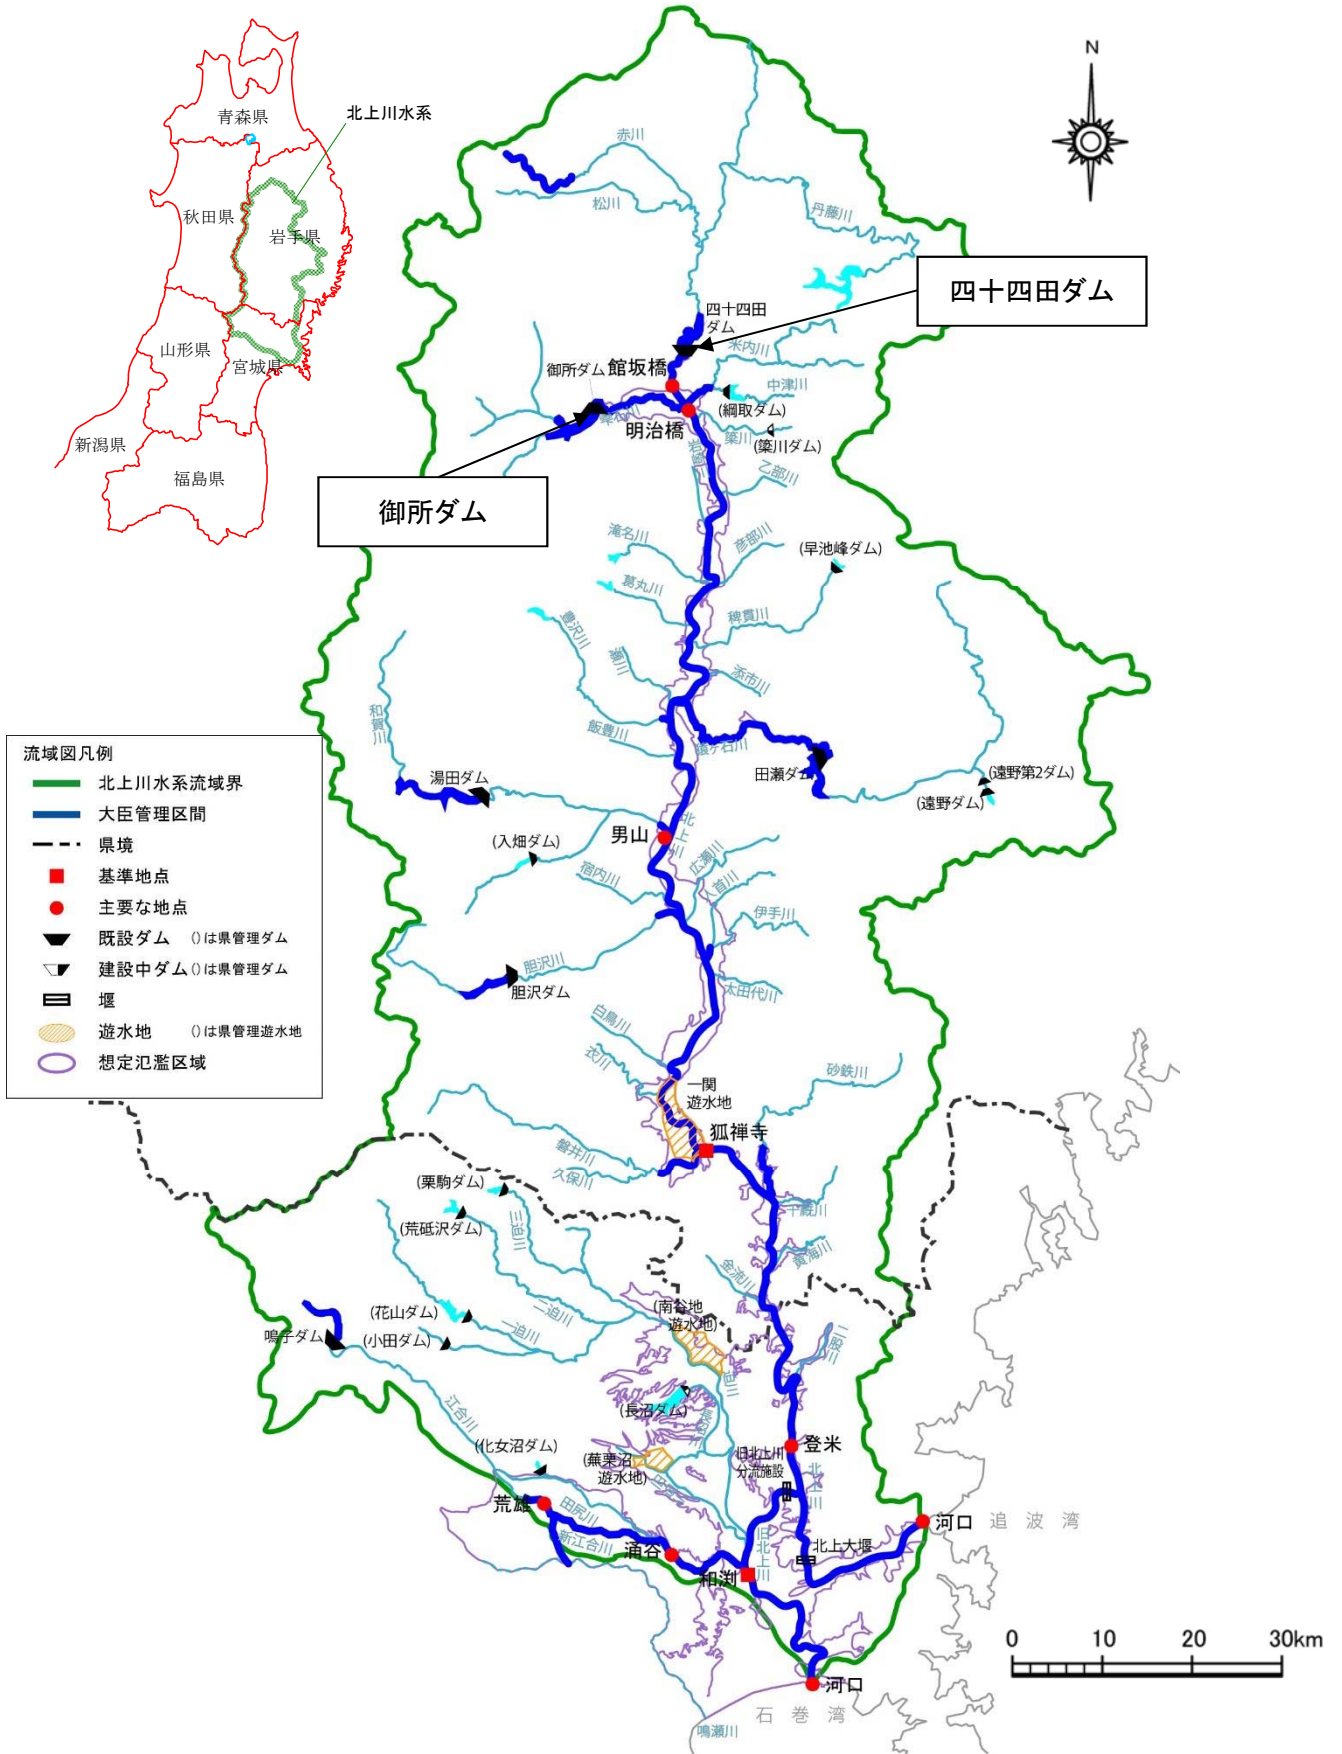 青森県
北上川水系
秋田県
岩手県
山形県
宮城県
新潟県
福島県
N
赤川
松川
丹藤川
四十四田ダム
四十四田
ダム
米内川
御所ダム
館坂橋
中津川
(綱取ダム)
明治橋
簗川
(簗川ダム)
乙部川
御所ダム
滝名川
彦部川
(早池峰ダム)
葛丸川
稗貫川
豊沢川
瀬川
添市川
和賀川
飯豊川
猿ヶ石川
田瀬ダム
(遠野第2ダム)
(遠野ダム)
流域図凡例
北上川水系流域界
大臣管理区間
県境
基準地点
主要な地点
既設ダム ()は県管理ダム
建設中ダム ()は県管理ダム
堰
遊水地 ()は県管理遊水地
想定氾濫区域
湯田ダム
男山
北上川
(入畑ダム)
広瀬川
宿内川
人首川
伊手川
胆沢川
胆沢ダム
太田代川
白鳥川
衣川
一関
遊水地
砂鉄川
狐禅寺
磐井川
久保川
(栗駒ダム)
(荒砥沢ダム)
三迫川
千厩川
黄海川
金流川
(花山ダム)
二迫川
(南谷地
遊水地)
鳴子ダム
(小田ダム)
一迫川
二股川
迫川
(長沼ダム)
江合川
登米
(化女沼ダム)
(蕪栗沼
遊水地)
旧北上川
分流施設
北上川
荒雄
田尻川
新江合川
涌谷
旧北上川
和渕
北上大堰
河口
追波湾
0 10 20 30km
河口
石巻湾
鳴瀬川